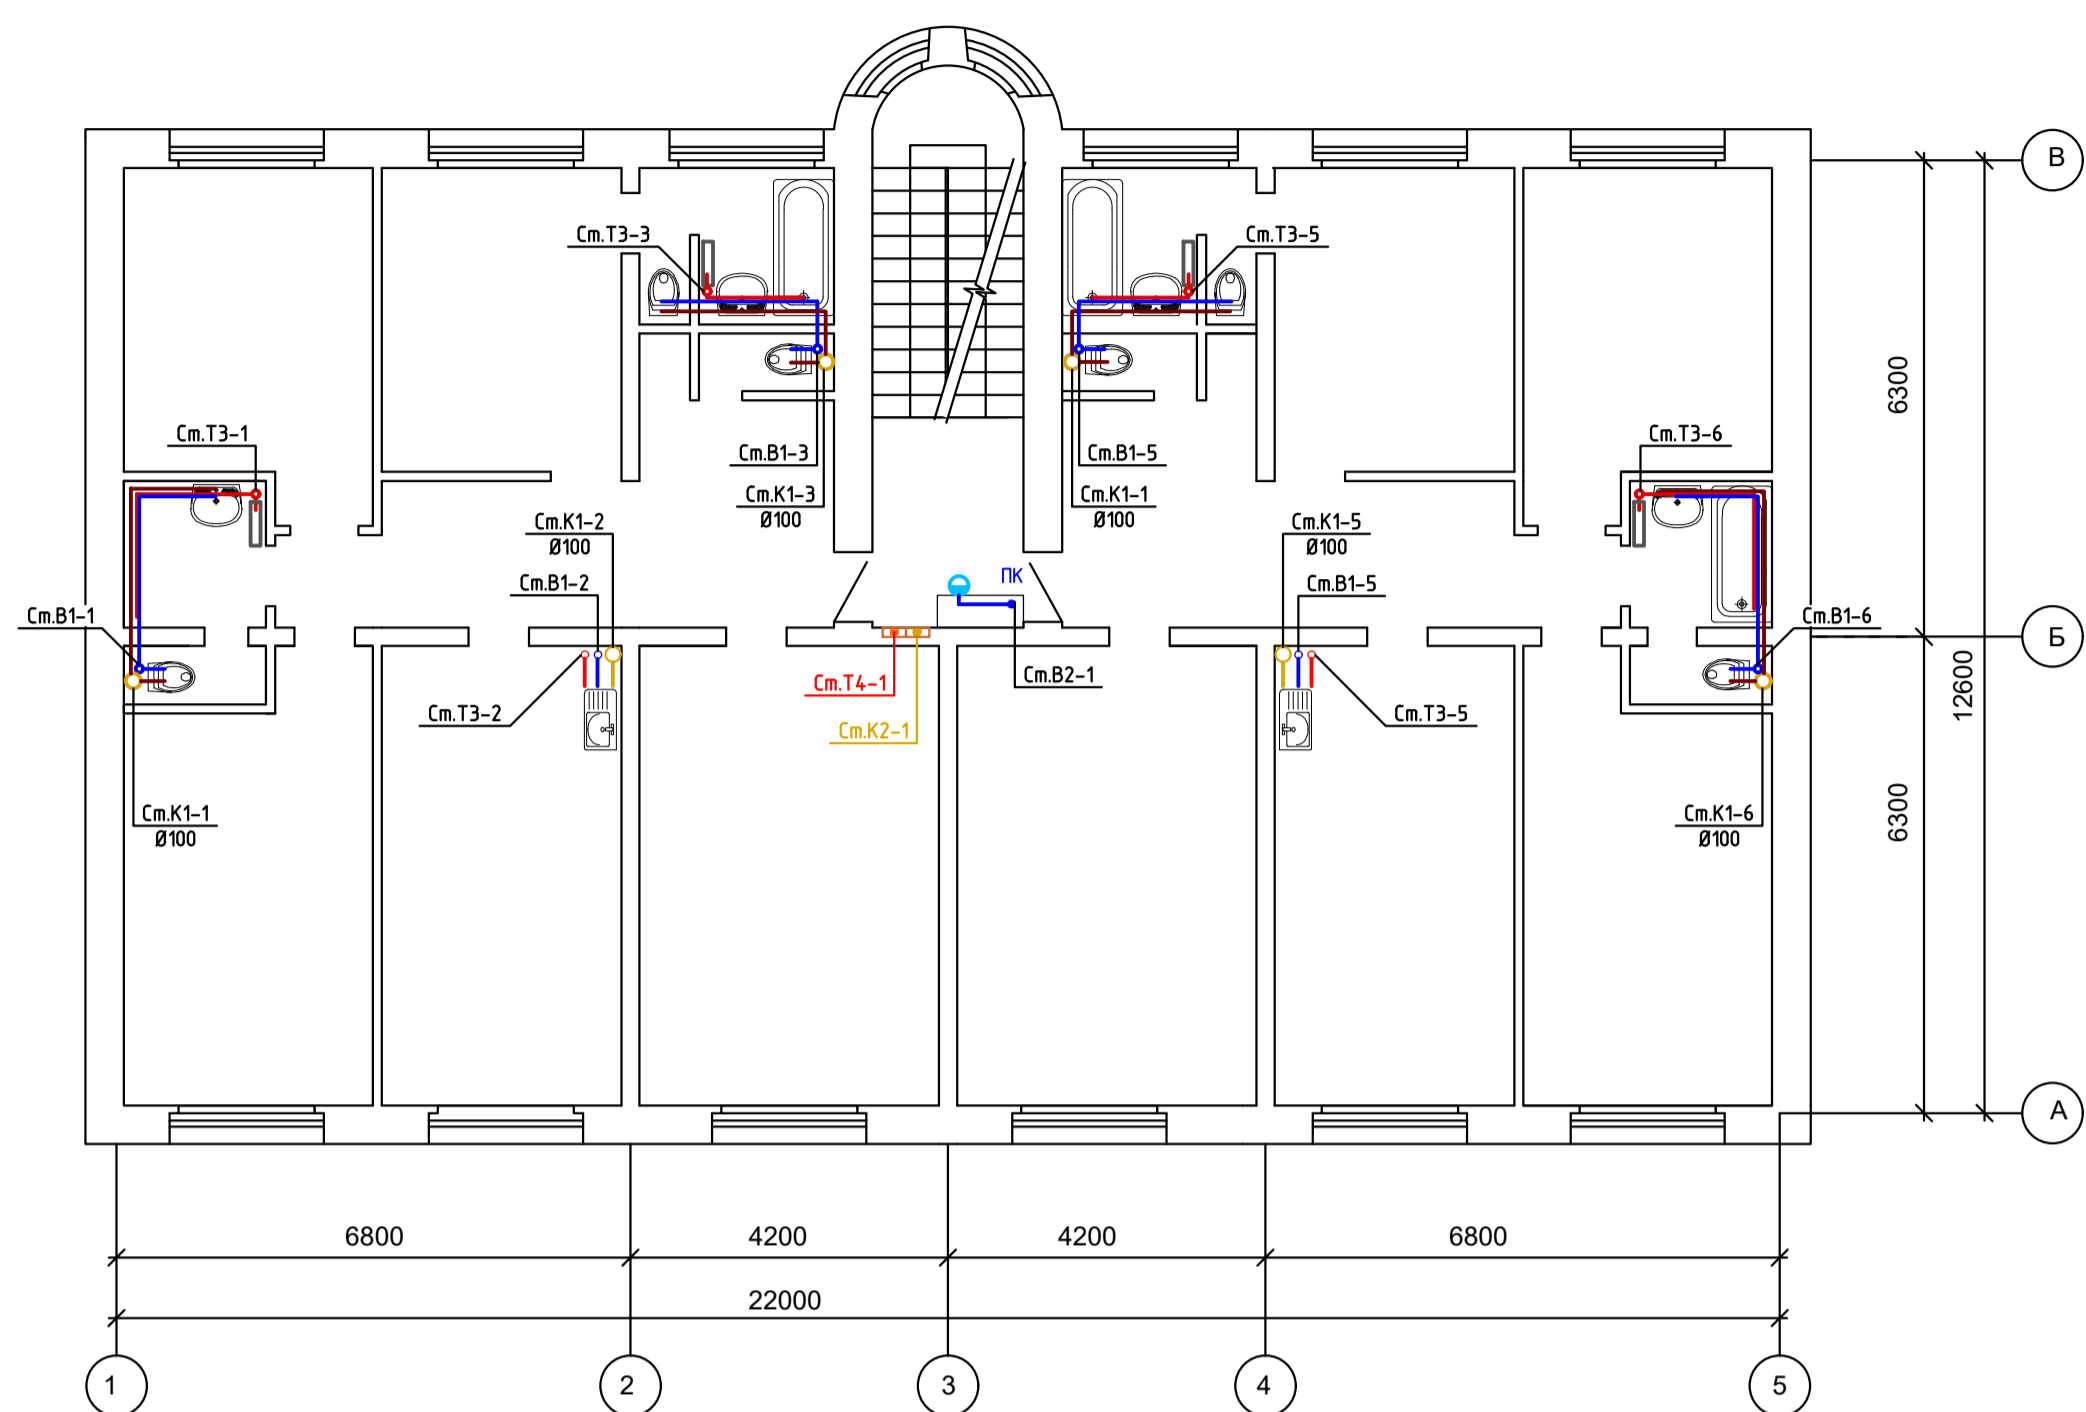 В
Ст.Т3-3
Ст.Т3-5
6300
Ст.Т3-1
Ст.В1-3
Ст.В1-5
Ст.Т3-6
Ст.К1-3
Ø100
Ст.К1-1
Ø100
Ст.К1-2
Ø100
Ст.К1-5
Ø100
ПК
Ст.В1-2
Ст.В1-5
Ст.В1-1
Ст.В1-6
Б
Ст.Т4-1
Ст.В2-1
12600
Ст.Т3-2
Ст.К2-1
Ст.Т3-5
Ст.К1-1
Ø100
Ст.К1-6
Ø100
6300
А
6800
4200
4200
6800
22000
1
2
3
4
5